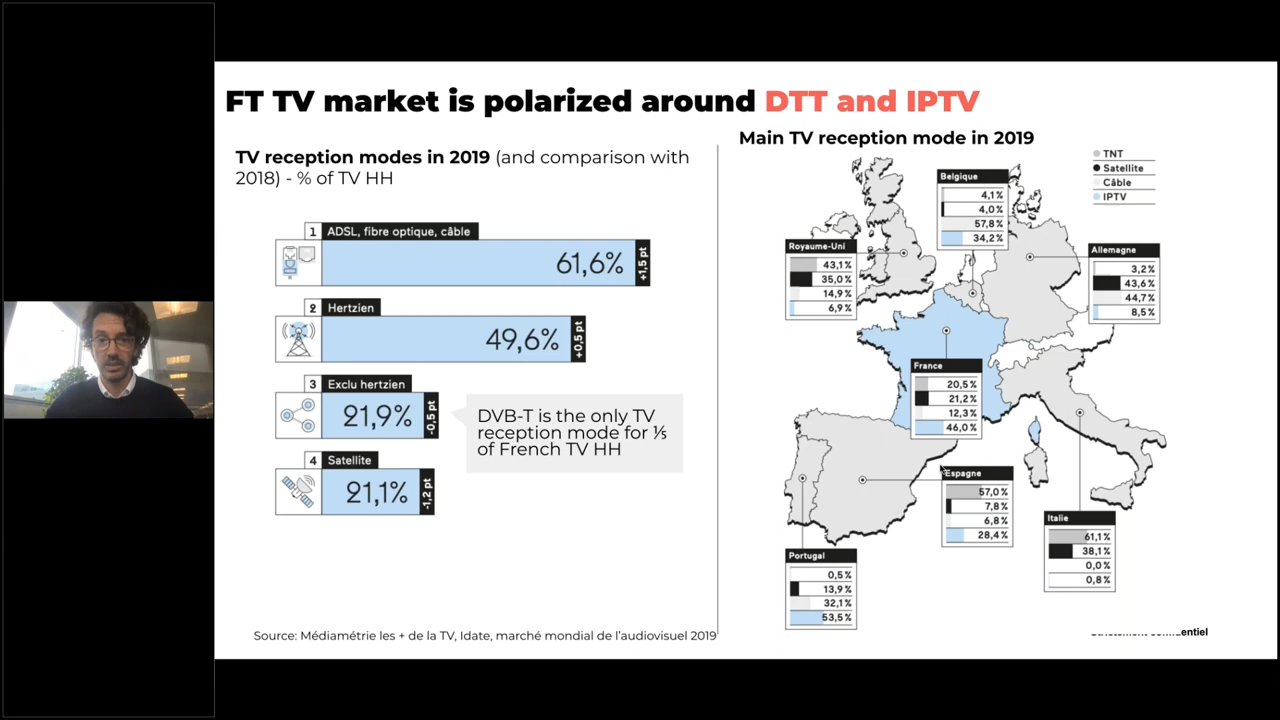 FT TV market is polarized around DTT and IPTV
TV reception modes in 2019 (and comparison with
2018) - % of TV HH
1 ADSL, fibre optique, câble
61,6%
+1,5 pt
2 Hertzien
49,6%
+0,5 pt
3 Exclu hertzien
21,9%
-0,5 pt
DVB-T is the only TV
reception mode for ⅕
of French TV HH
4 Satellite
21,1%
-1,2 pt
Source: Médiamétrie les + de la TV, Idate, marché mondial de l'audiovisuel 2019
Main TV reception mode in 2019
TNT
Satellite
Câble
IPTV
Belgique
4,1%
4,0%
57,8%
34,2%
Royaume-Uni
43,1%
35,0%
14,9%
6,9%
Allemagne
3,2%
43,6%
44,7%
8,5%
France
20,5%
21,2%
12,3%
46,0%
Espagne
57,0%
7,8%
6,8%
28,4%
Italie
61,1%
38,1%
0,0%
0,8%
Portugal
0,5%
13,9%
32,1%
53,5%